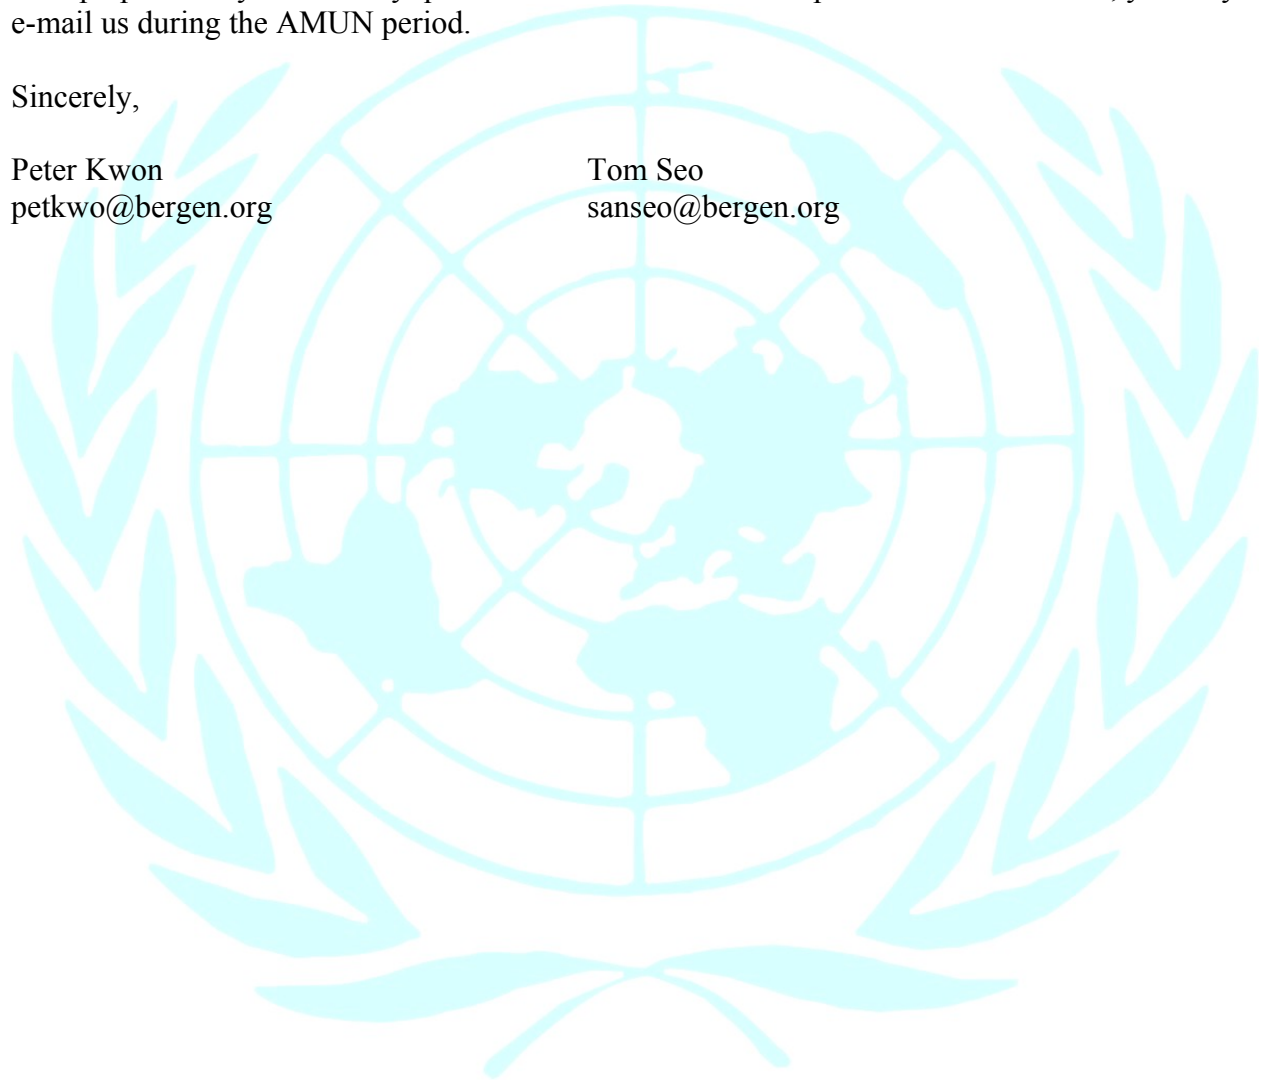 e-mail us during the AMUN period.
Sincerely,
Peter Kwon Tom Seo
petkwo@bergen.org sanseo@bergen.org